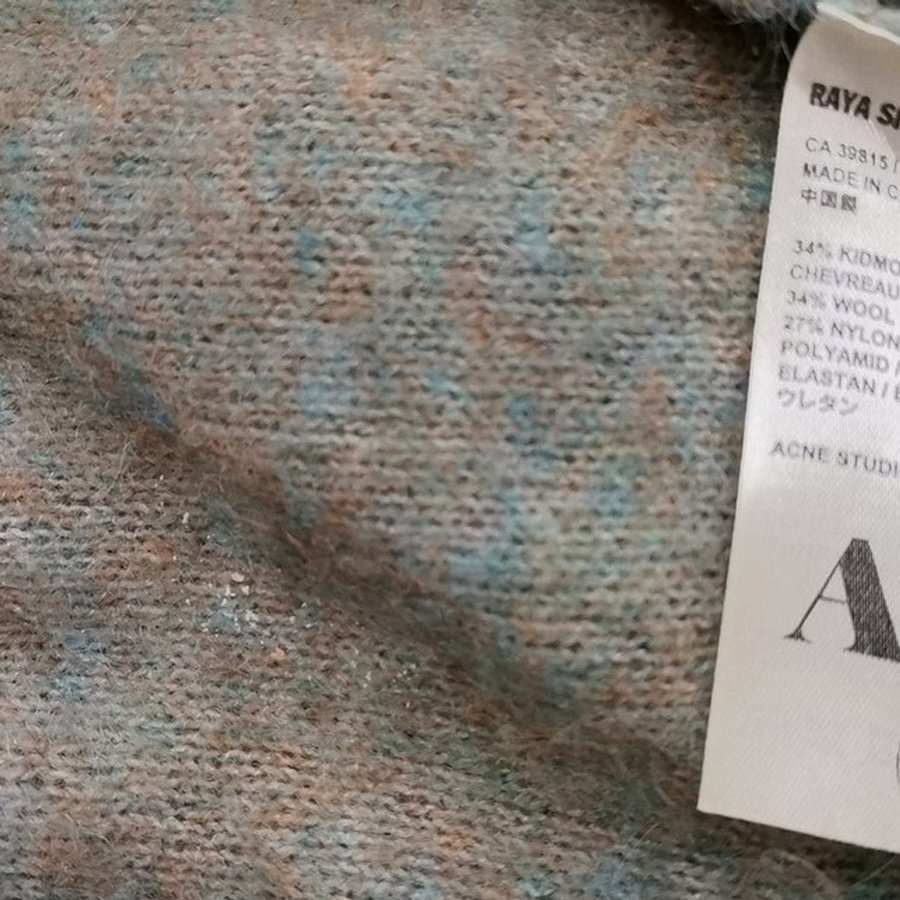 RAYA S
CA 39815 /
MADE IN C
中国製
34% KIDMO
CHEVREAU
34% WOOL
27% NYLON
POLYAMID /
ELASTAN / E
ウレタン
ACNE STUDI
A